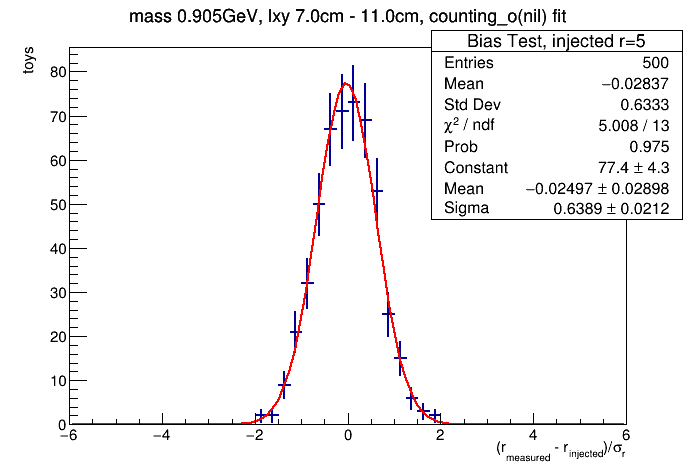 mass 0.905GeV, lxy 7.0cm - 11.0cm, counting_o(nil) fit
toys
Bias Test, injected r=5
Entries 500
Mean −0.02837
Std Dev 0.6333
χ² / ndf 5.008 / 13
Prob 0.975
Constant 77.4 ± 4.3
Mean −0.02497 ± 0.02898
Sigma 0.6389 ± 0.0212
80
70
60
50
40
30
20
10
0
−6 −4 −2 0 2 4 6
(r_measured - r_injected)/σ_r